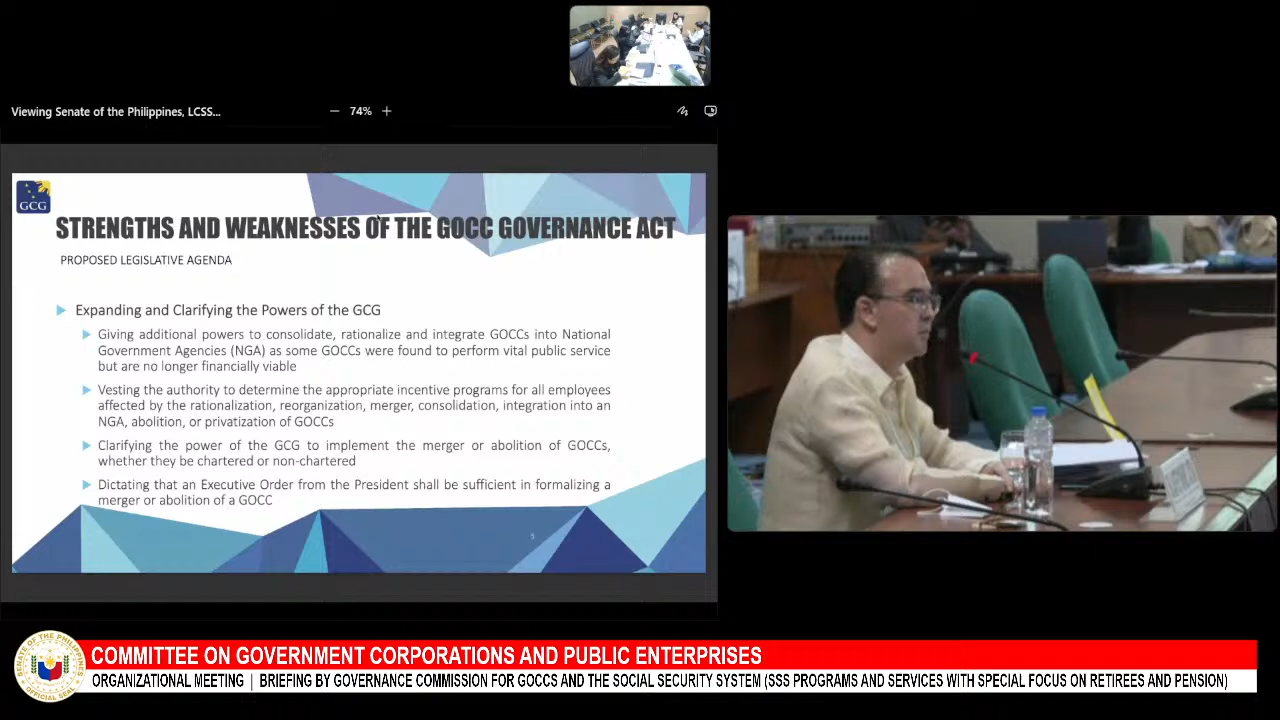 Viewing Senate of the Philippines, LCSS...
74%
GCG
STRENGTHS AND WEAKNESSES OF THE GOCC GOVERNANCE ACT
PROPOSED LEGISLATIVE AGENDA
Expanding and Clarifying the Powers of the GCG
Giving additional powers to consolidate, rationalize and integrate GOCCs into National
Government Agencies (NGA) as some GOCCs were found to perform vital public service
but are no longer financially viable
Vesting the authority to determine the appropriate incentive programs for all employees
affected by the rationalization, reorganization, merger, consolidation, integration into an
NGA, abolition, or privatization of GOCCs
Clarifying the power of the GCG to implement the merger or abolition of GOCCs,
whether they be chartered or non-chartered
Dictating that an Executive Order from the President shall be sufficient in formalizing a
merger or abolition of a GOCC
5
SENATE OF THE PHILIPPINES
OFFICIAL SEAL
COMMITTEE ON GOVERNMENT CORPORATIONS AND PUBLIC ENTERPRISES
ORGANIZATIONAL MEETING | BRIEFING BY GOVERNANCE COMMISSION FOR GOCCS AND THE SOCIAL SECURITY SYSTEM (SSS PROGRAMS AND SERVICES WITH SPECIAL FOCUS ON RETIREES AND PENSION)